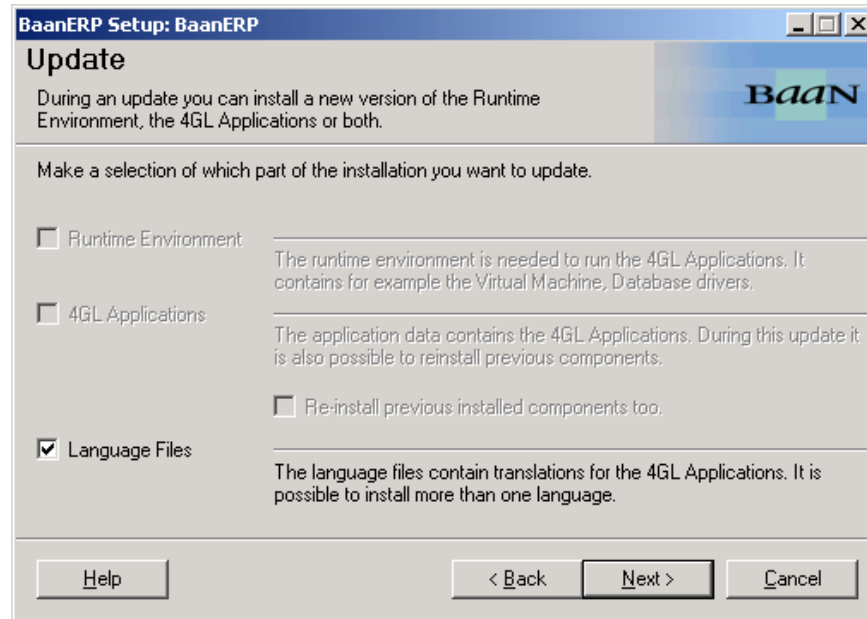 BaanERP Setup: BaanERP
Update
During an update you can install a new version of the Runtime
Environment, the 4GL Applications or both.
BaaN
Make a selection of which part of the installation you want to update.
Runtime Environment
The runtime environment is needed to run the 4GL Applications. It
contains for example the Virtual Machine, Database drivers.
4GL Applications
The application data contains the 4GL Applications. During this update it
is also possible to reinstall previous components.
Re-install previous installed components too.
Language Files
The language files contain translations for the 4GL Applications. It is
possible to install more than one language.
Help
< Back
Next >
Cancel